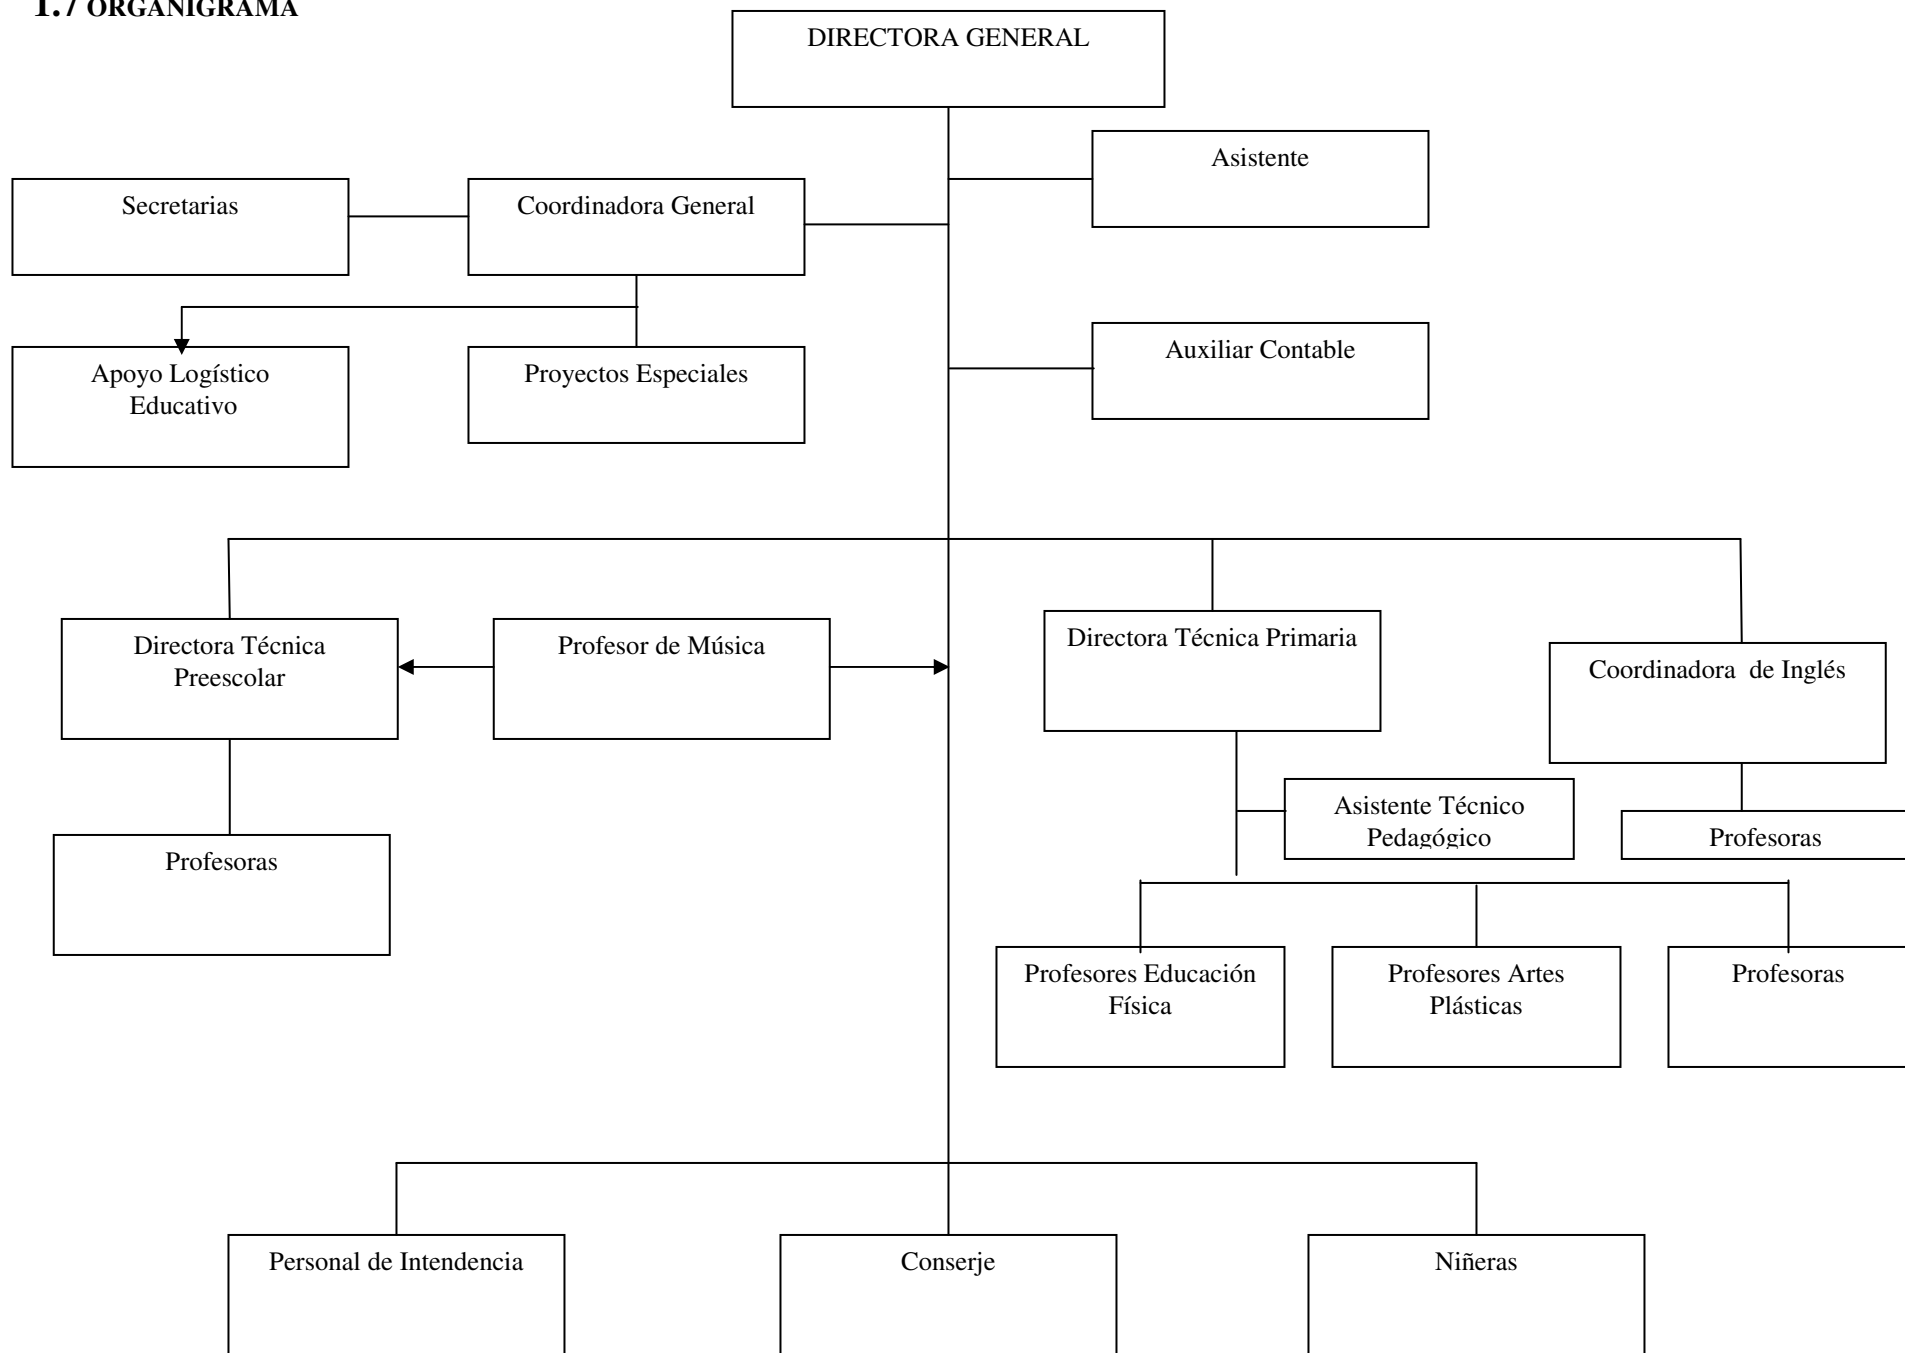 1.7 ORGANIGRAMA
DIRECTORA GENERAL
Asistente
Secretarias
Coordinadora General
Auxiliar Contable
Apoyo Logístico
Educativo
Proyectos Especiales
Directora Técnica
Preescolar
Profesor de Música
Directora Técnica Primaria
Coordinadora  de Inglés
Asistente Técnico
Pedagógico
Profesoras
Profesoras
Profesores Educación
Física
Profesores Artes
Plásticas
Profesoras
Personal de Intendencia
Conserje
Niñeras